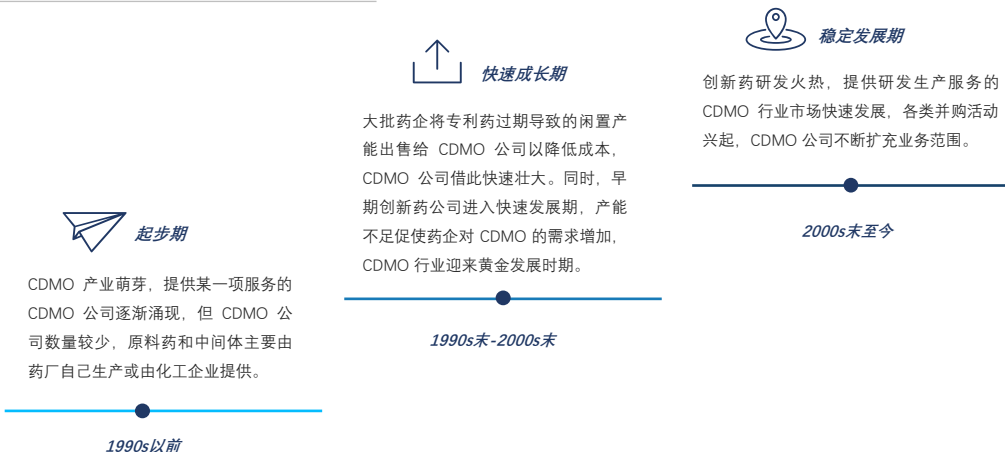 起步期
CDMO 产业萌芽，提供某一项服务的
CDMO 公司逐渐涌现，但 CDMO 公
司数量较少，原料药和中间体主要由
药厂自己生产或由化工企业提供。
1990s以前
快速成长期
大批药企将专利药过期导致的闲置产
能出售给 CDMO 公司以降低成本，
CDMO 公司借此快速壮大。同时，早
期创新药公司进入快速发展期，产能
不足促使药企对 CDMO 的需求增加，
CDMO 行业迎来黄金发展时期。
1990s末-2000s末
稳定发展期
创新药研发火热，提供研发生产服务的
CDMO 行业市场快速发展，各类并购活动
兴起，CDMO 公司不断扩充业务范围。
2000s末至今